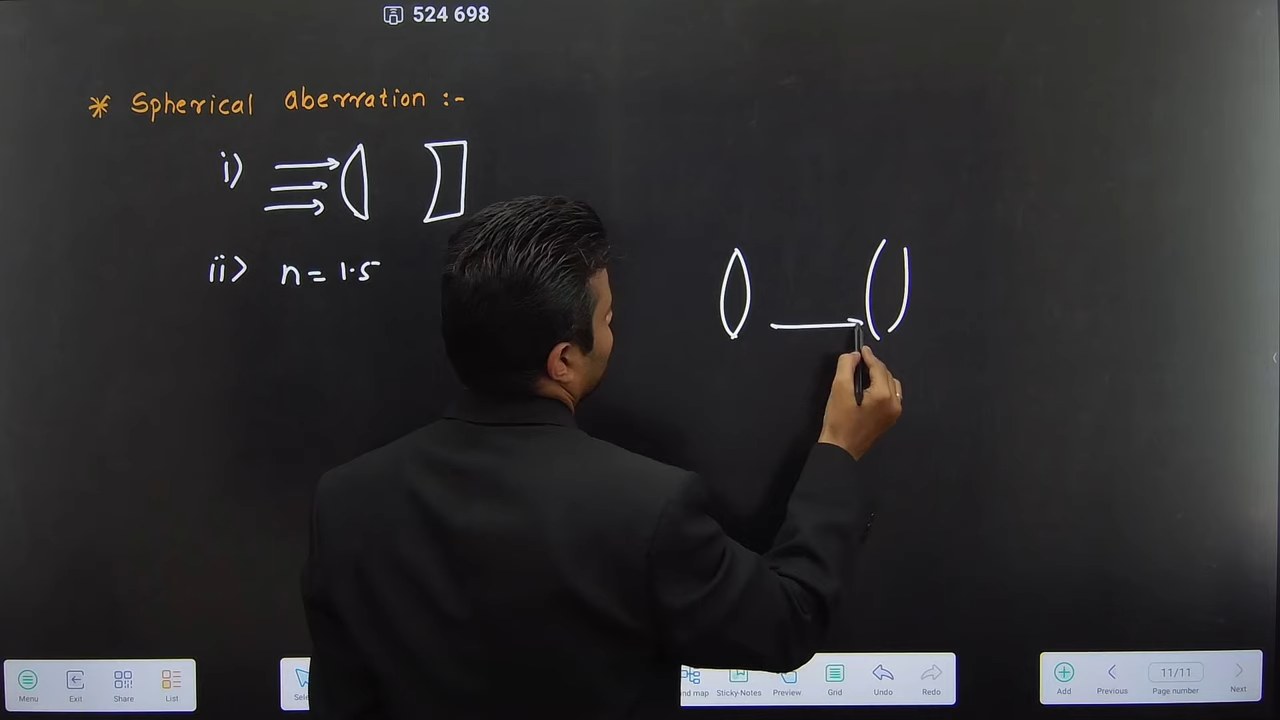 524 698
* Spherical aberration :-
i)
ii> n = 1.5
Menu Exit Share List
Sele
nd map Sticky-Notes Preview Grid Undo Redo
Add Previous 11/11 Page number Next